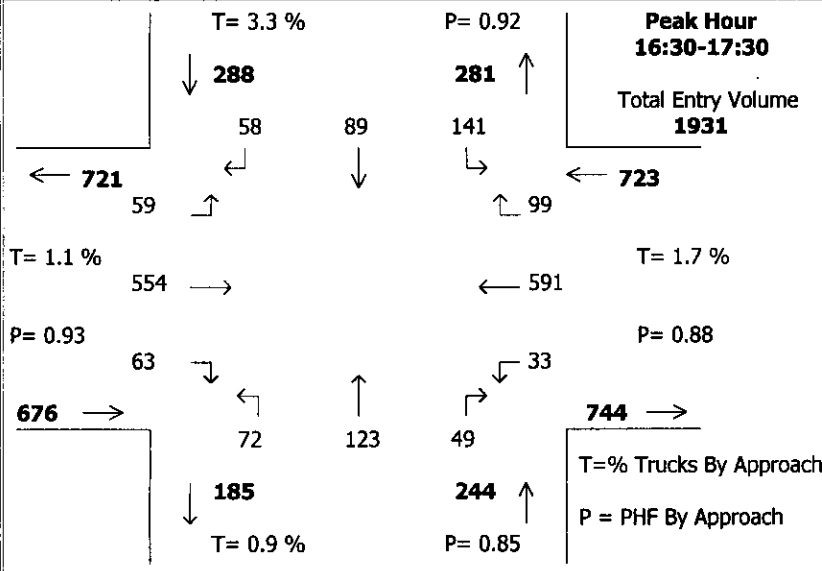 T= 3.3 % P= 0.92 Peak Hour
16:30-17:30
288 281
Total Entry Volume
58 89 141 1931
721 723
59 99
T= 1.1 % T= 1.7 %
554 591
P= 0.93 P= 0.88
63 33
676 744
72 123 49
T=% Trucks By Approach
185 244
P = PHF By Approach
T= 0.9 % P= 0.85